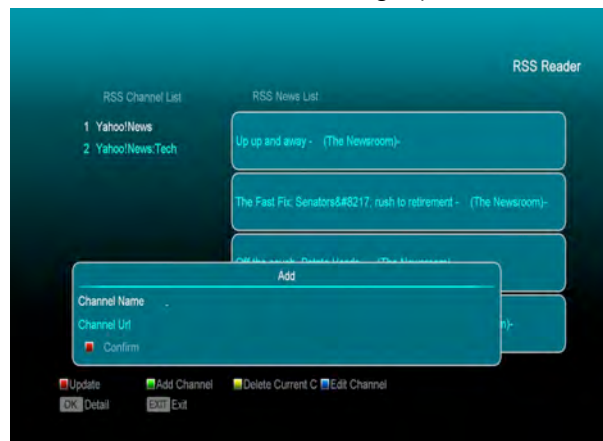 RSS Reader
RSS Channel List
RSS News List
1 Yahoo!News
2 Yahoo!News:Tech
Up up and away - (The Newsroom)-
The Fast Fix: Senators&#8217; rush to retirement - (The Newsroom)-
Add
Channel Name .
Channel Url
n)-
Confirm
Update Add Channel Delete Current C Edit Channel
OK Detail EXIT Exit